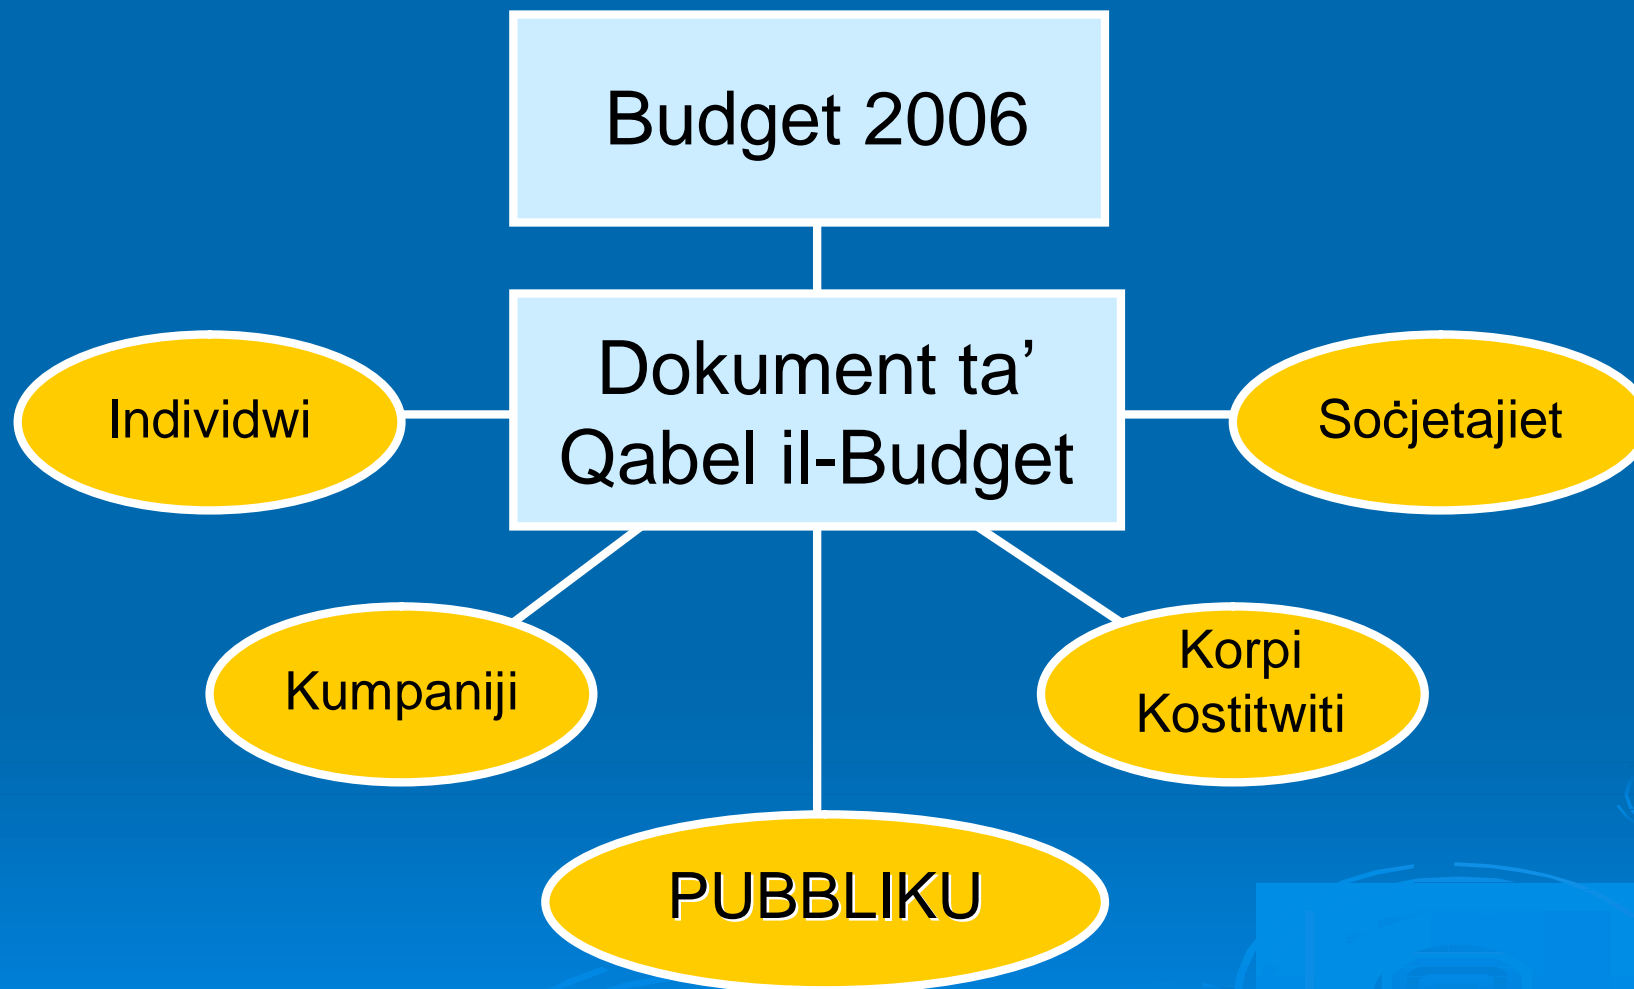 Budget 2006
Dokument ta’
Qabel il-Budget
Individwi
Soċjetajiet
Kumpaniji
Korpi
Kostitwiti
PUBBLIKU